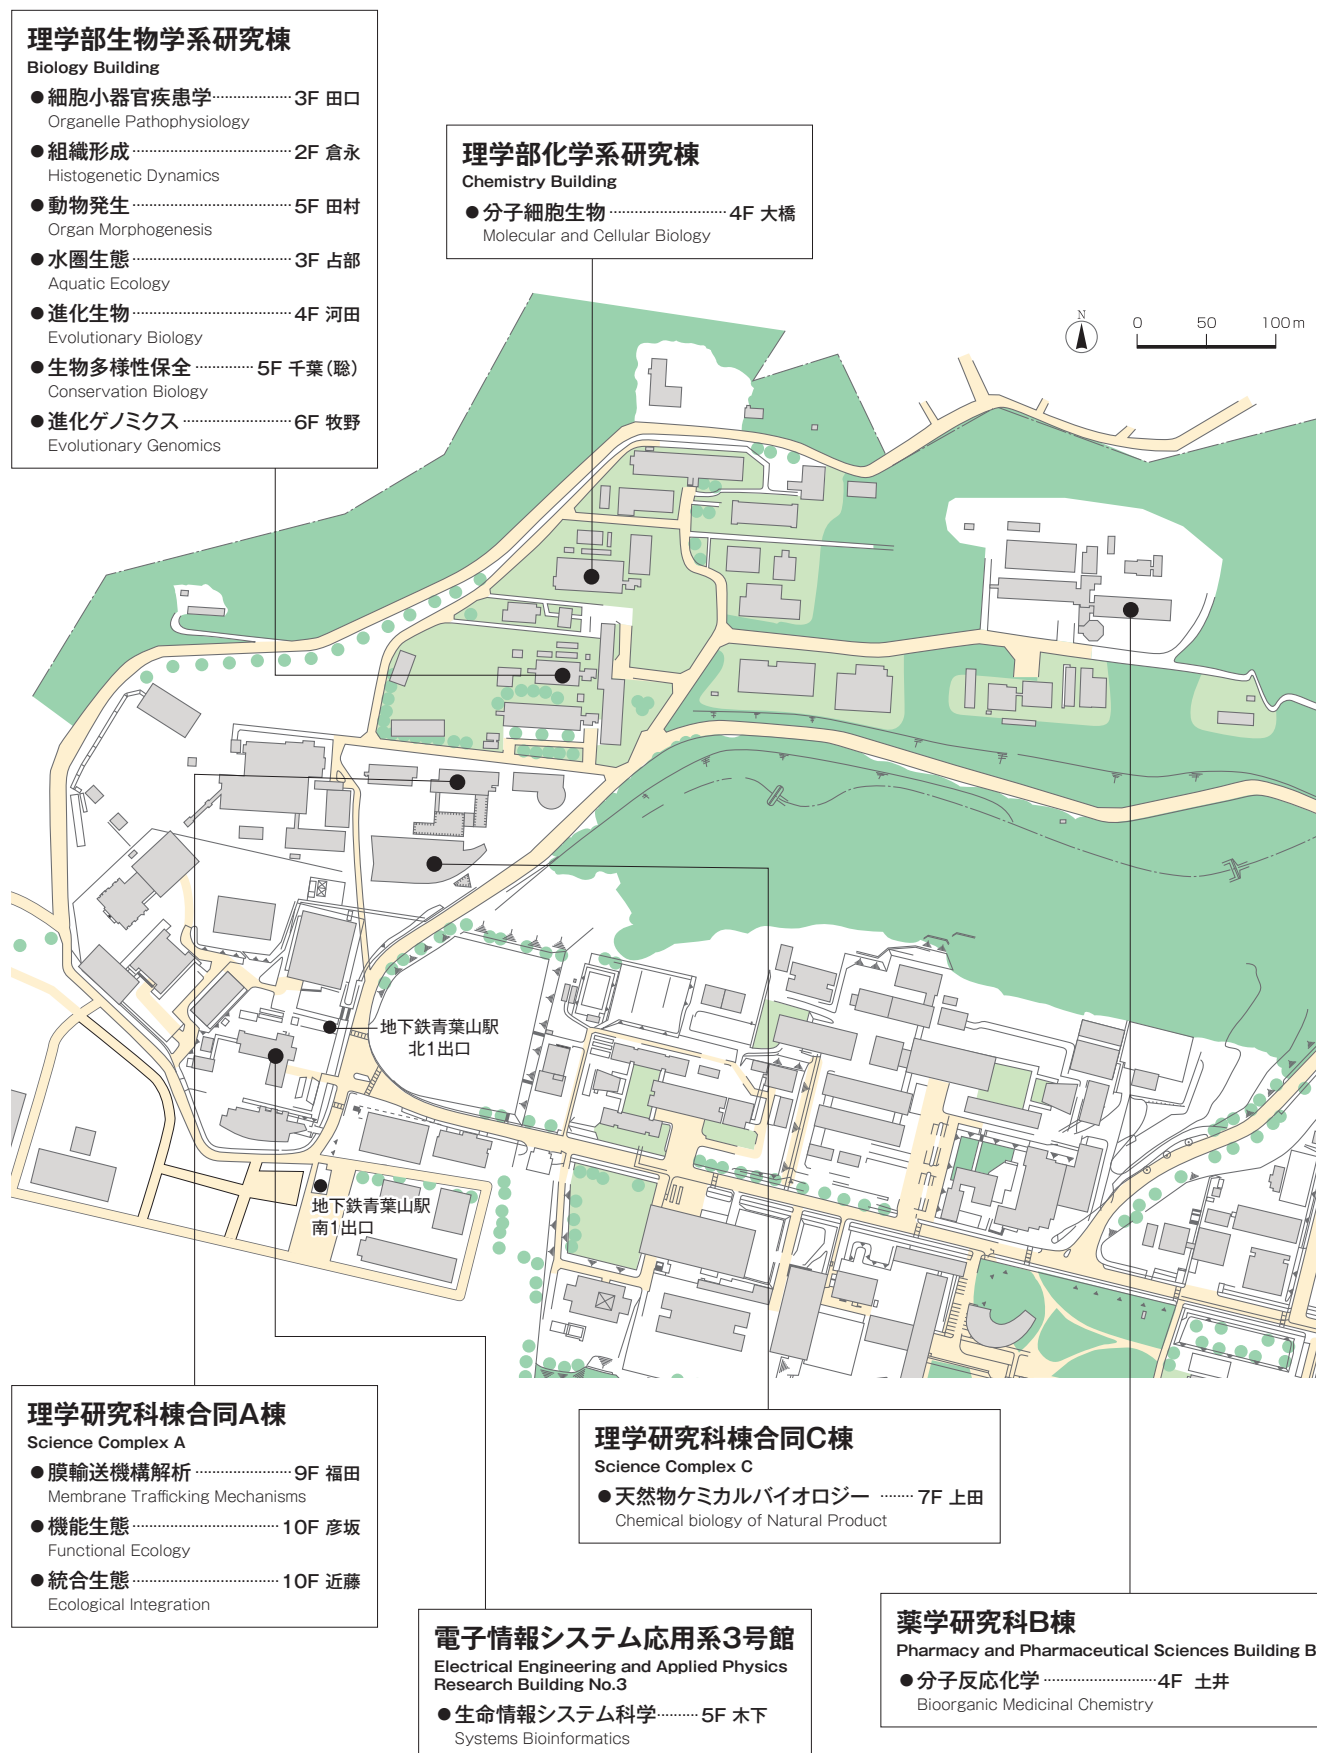 理学部生物学系研究棟
Biology Building
●細胞小器官疾患学 3F 田口
Organelle Pathophysiology
●組織形成 2F 倉永
Histogenetic Dynamics
●動物発生 5F 田村
Organ Morphogenesis
●水圏生態 3F 占部
Aquatic Ecology
●進化生物 4F 河田
Evolutionary Biology
●生物多様性保全 5F 千葉(聡)
Conservation Biology
●進化ゲノミクス 6F 牧野
Evolutionary Genomics
理学部化学系研究棟
Chemistry Building
●分子細胞生物 4F 大橋
Molecular and Cellular Biology
N
0 50 100m
地下鉄青葉山駅
北1出口
地下鉄青葉山駅
南1出口
理学研究科棟合同A棟
Science Complex A
●膜輸送機構解析 9F 福田
Membrane Trafficking Mechanisms
●機能生態 10F 彦坂
Functional Ecology
●統合生態 10F 近藤
Ecological Integration
理学研究科棟合同C棟
Science Complex C
●天然物ケミカルバイオロジー 7F 上田
Chemical biology of Natural Product
電子情報システム応用系3号館
Electrical Engineering and Applied Physics
Research Building No.3
●生命情報システム科学 5F 木下
Systems Bioinformatics
薬学研究科B棟
Pharmacy and Pharmaceutical Sciences Building B
●分子反応化学 4F 土井
Bioorganic Medicinal Chemistry